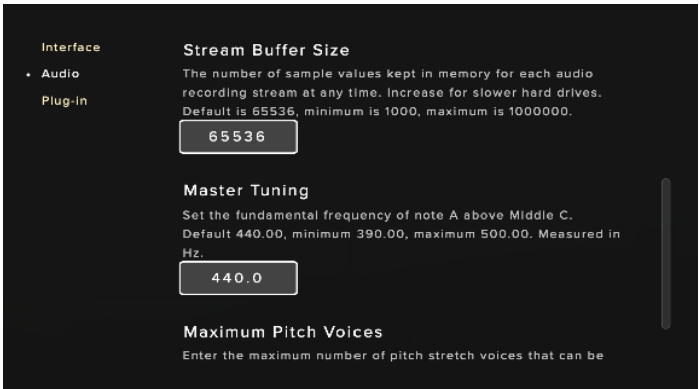 Interface
Audio
Plug-in
Stream Buffer Size
The number of sample values kept in memory for each audio
recording stream at any time. Increase for slower hard drives.
Default is 65536, minimum is 1000, maximum is 1000000.
65536
Master Tuning
Set the fundamental frequency of note A above Middle C.
Default 440.00, minimum 390.00, maximum 500.00. Measured in
Hz.
440.0
Maximum Pitch Voices
Enter the maximum number of pitch stretch voices that can be